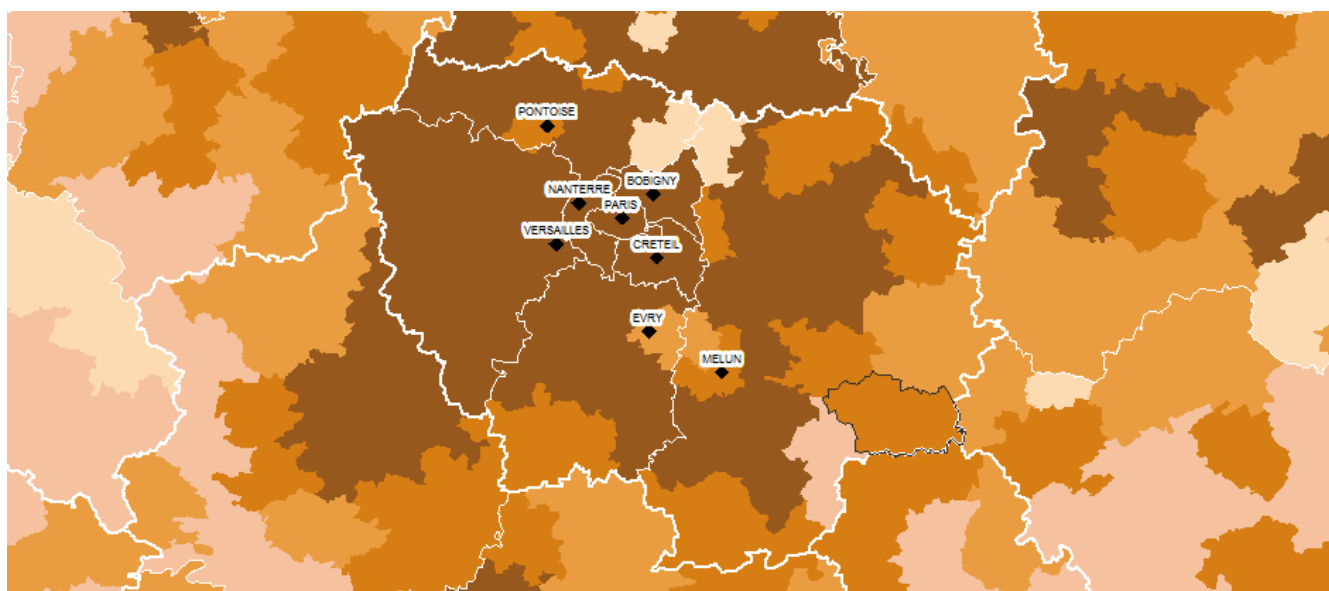 PONTOISE
BOBIGNY
NANTERRE
PARIS
VERSAILLES
CRETEIL
EVRY
MELUN